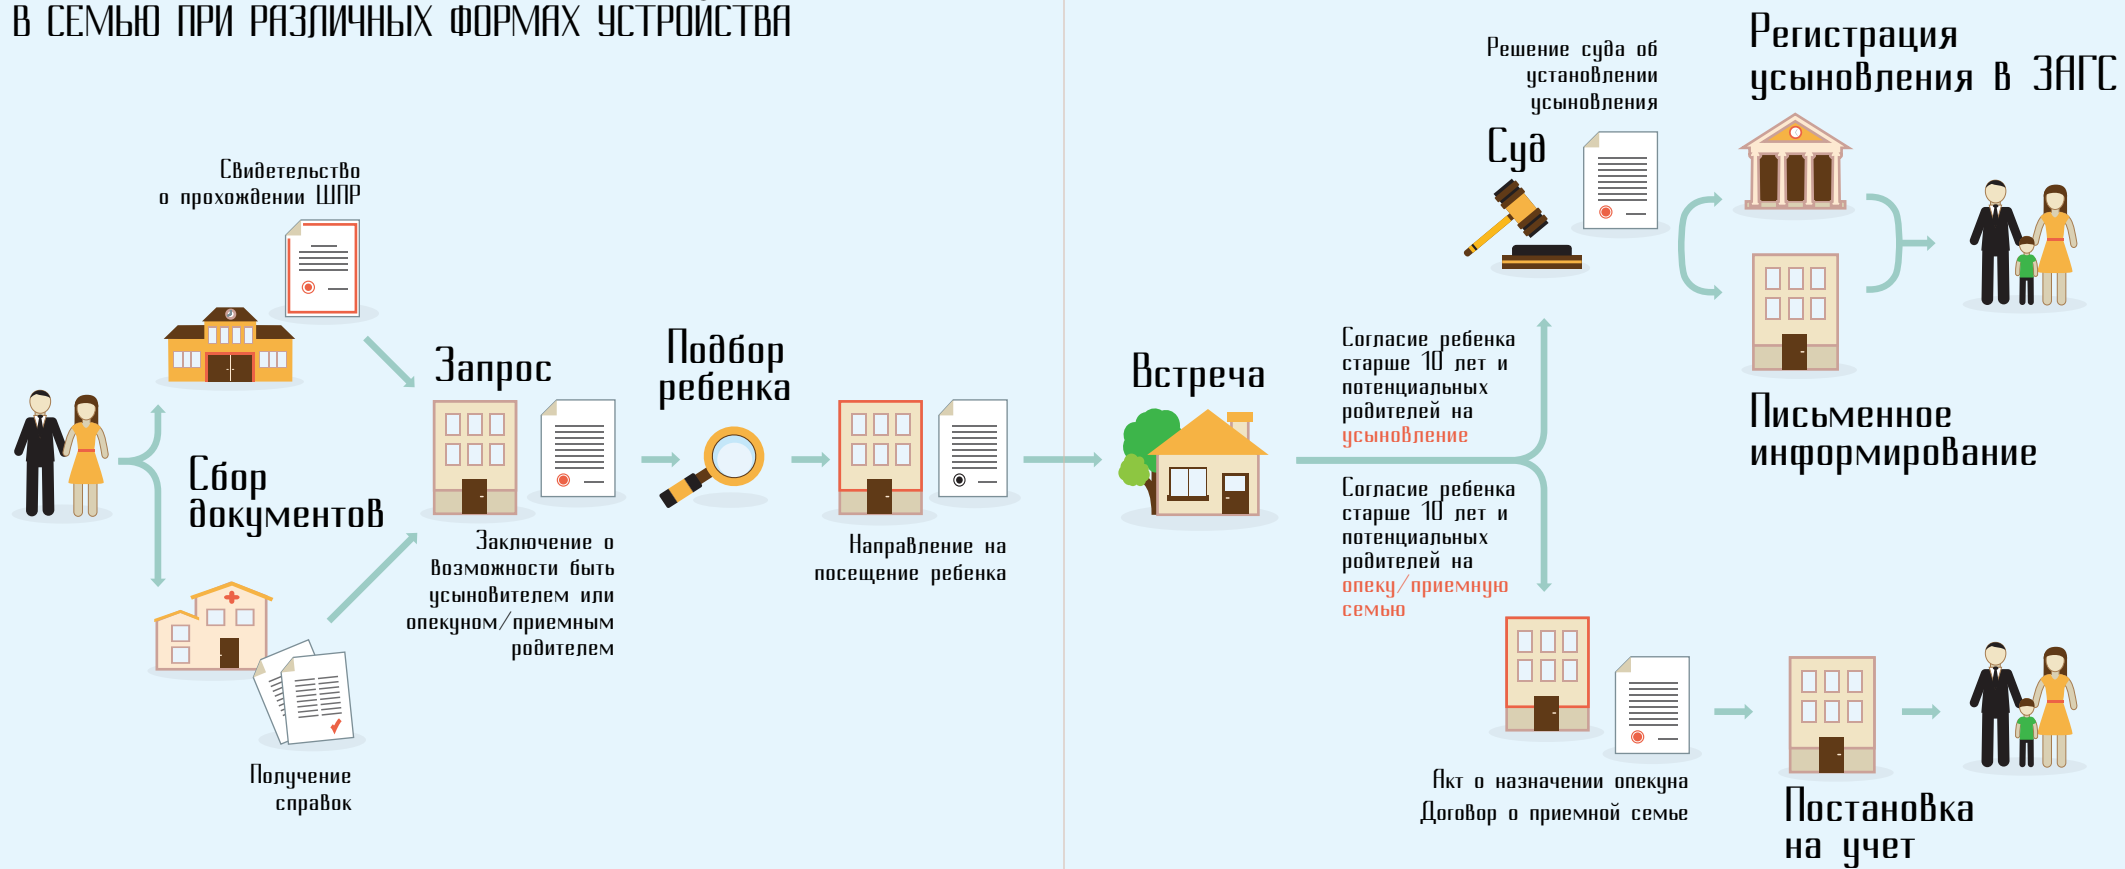 В СЕМЬЮ ПРИ РАЗЛИЧНЫХ ФОРМАХ УСТРОЙСТВА
Свидетельство
о прохождении ШПР
Сбор
документов
Получение
справок
Запрос
Заключение о
возможности быть
усыновителем или
опекуном/приемным
родителем
Подбор
ребенка
Направление на
посещение ребенка
Встреча
Согласие ребенка
старше 10 лет и
потенциальных
родителей на
усыновление
Согласие ребенка
старше 10 лет и
потенциальных
родителей на
опеку/приемную
семью
Решение суда об
установлении
усыновления
Суд
Регистрация
усыновления в ЗАГС
Письменное
информирование
Акт о назначении опекуна
Договор о приемной семье
Постановка
на учет